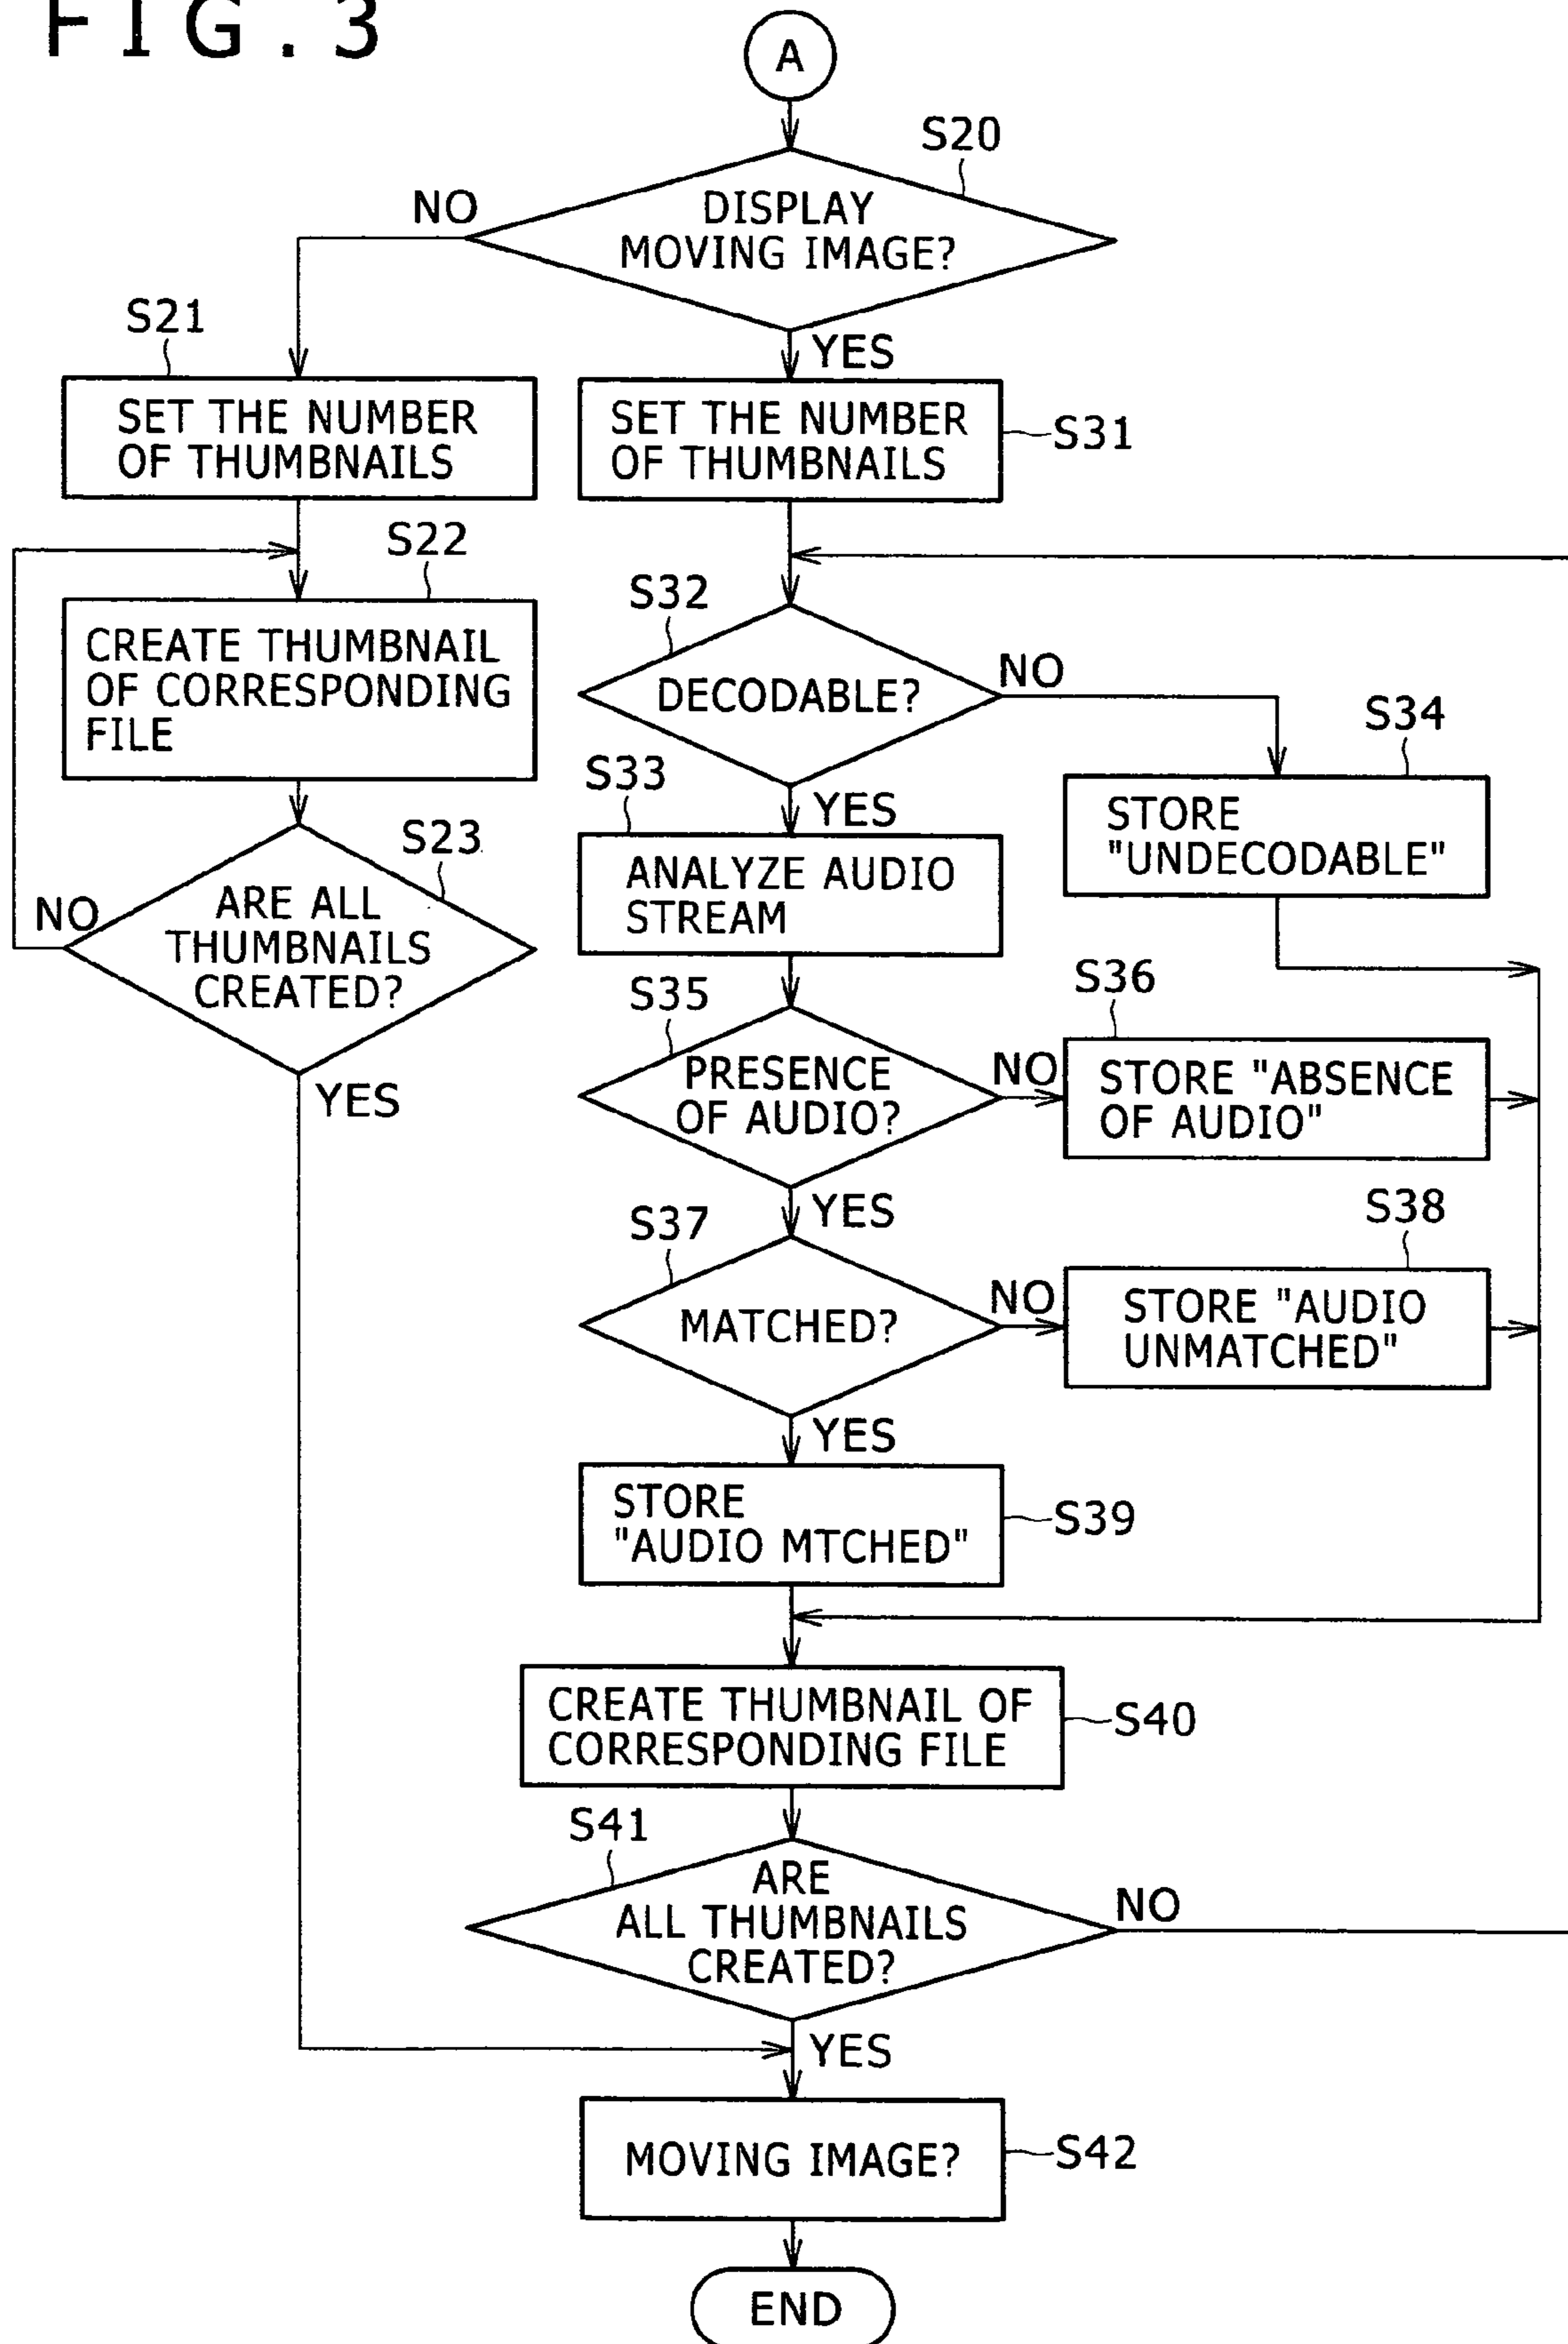 FIG.3
A
S20
DISPLAY
MOVING IMAGE?
NO
YES
S21
SET THE NUMBER
OF THUMBNAILS
SET THE NUMBER
OF THUMBNAILS
S31
S22
CREATE THUMBNAIL
OF CORRESPONDING
FILE
S32
DECODABLE?
NO
YES
S34
STORE
"UNDECODABLE"
S23
ARE ALL
THUMBNAILS
CREATED?
NO
YES
S33
ANALYZE AUDIO
STREAM
S35
PRESENCE
OF AUDIO?
NO
YES
S36
STORE "ABSENCE
OF AUDIO"
S37
MATCHED?
NO
YES
S38
STORE "AUDIO
UNMATCHED"
STORE
"AUDIO MTCHED"
S39
CREATE THUMBNAIL OF
CORRESPONDING FILE
S40
S41
ARE
ALL THUMBNAILS
CREATED?
NO
YES
MOVING IMAGE?
S42
END